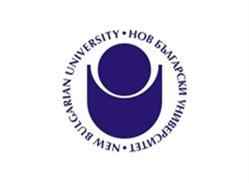 NEW BULGARIAN UNIVERSITY • НОВ БЪЛГАРСКИ УНИВЕРСИТЕТ •